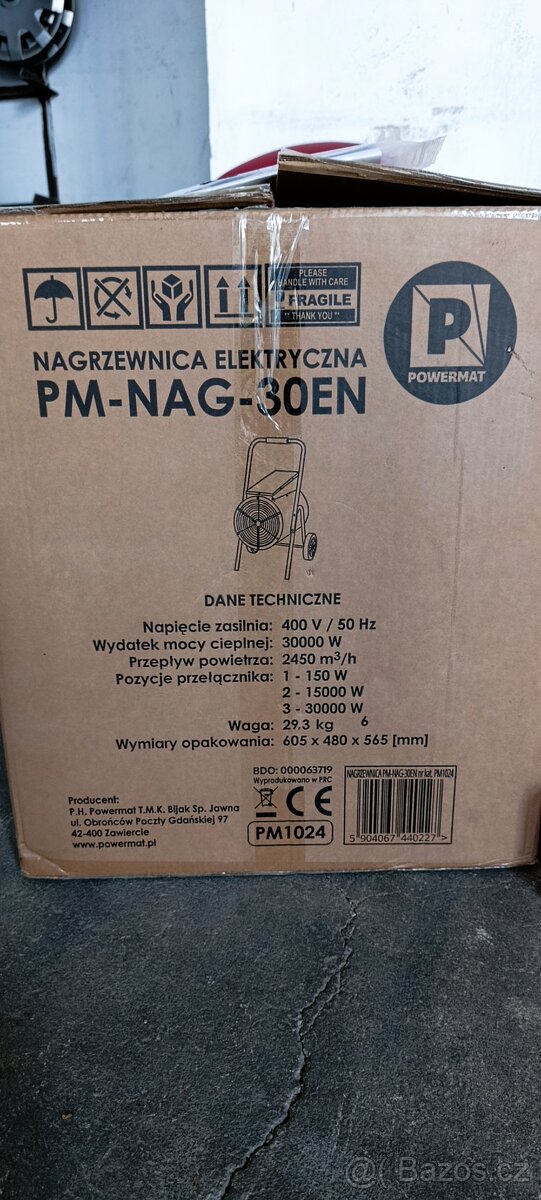 PLEASE
HANDLE WITH CARE
FRAGILE
** THANK YOU **
P
POWERMAT
NAGRZEWNICA ELEKTRYCZNA
PM-NAG-30EN
DANE TECHNICZNE
Napięcie zasilnia: 400 V / 50 Hz
Wydatek mocy cieplnej: 30000 W
Przepływ powietrza: 2450 m³/h
Pozycje przełącznika: 1 - 150 W
2 - 15000 W
3 - 30000 W
Waga: 29.3 kg 6
Wymiary opakowania: 605 x 480 x 565 [mm]
BDO: 000063719
Wyprodukowano w PRC
CE
PM1024
NAGRZEWNICA PM-NAG-30EN nr kat. PM1024
5 904067 440227 >
Producent:
P.H. Powermat T.M.K. Bijak Sp. Jawna
ul. Obrońców Poczty Gdańskiej 97
42-400 Zawiercie
www.powermat.pl
Bazos.cz